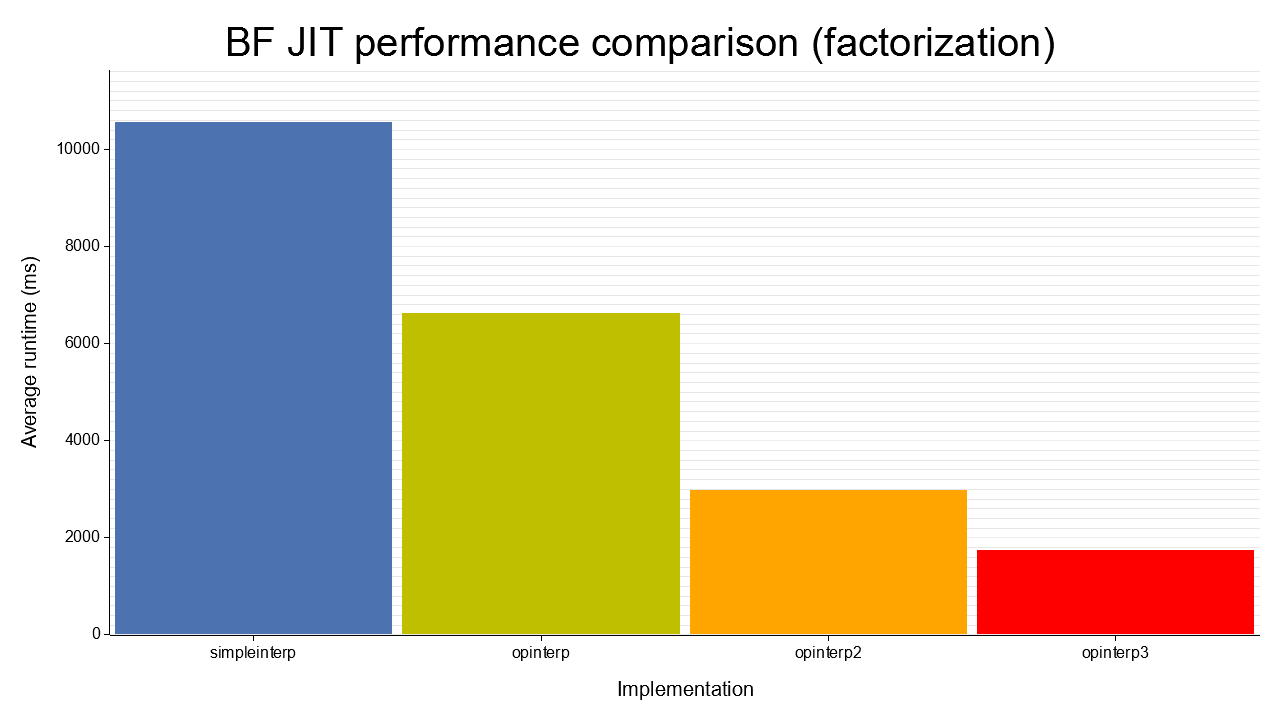 BF JIT performance comparison (factorization)
Average runtime (ms)
10000
8000
6000
4000
2000
0
simpleinterp
opinterp
opinterp2
opinterp3
Implementation